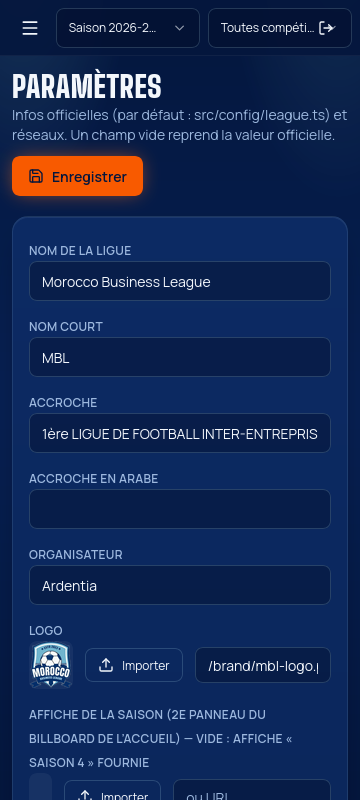 Saison 2026-2...
Toutes compéti...
PARAMÈTRES
Infos officielles (par défaut : src/config/league.ts) et
réseaux. Un champ vide reprend la valeur officielle.
Enregistrer
NOM DE LA LIGUE
Morocco Business League
NOM COURT
MBL
ACCROCHE
1ère LIGUE DE FOOTBALL INTER-ENTREPRIS
ACCROCHE EN ARABE
ORGANISATEUR
Ardentia
LOGO
MOROCCO
Importer
/brand/mbl-logo.p
AFFICHE DE LA SAISON (2E PANNEAU DU
BILLBOARD DE L'ACCUEIL) — VIDE : AFFICHE «
SAISON 4 » FOURNIE
Importer
ou URL